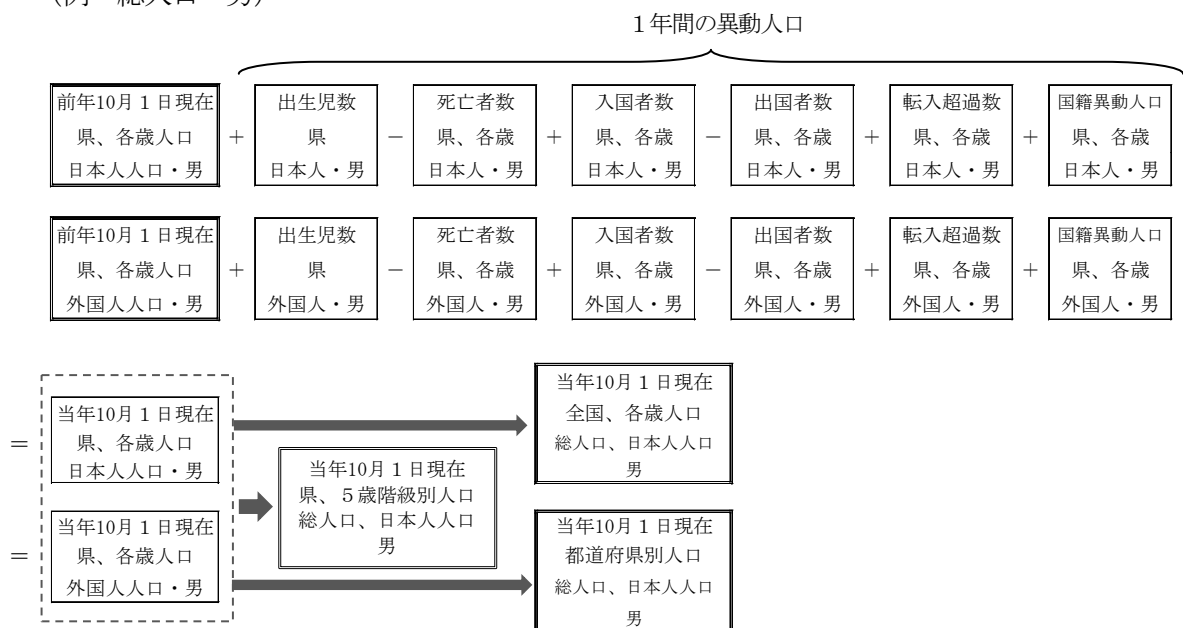 １年間の異動人口
前年10月１日現在
県、各歳人口
日本人人口・男
＋
出生児数
県
日本人・男
－
死亡者数
県、各歳
日本人・男
＋
入国者数
県、各歳
日本人・男
－
出国者数
県、各歳
日本人・男
＋
転入超過数
県、各歳
日本人・男
＋
国籍異動人口
県、各歳
日本人・男
前年10月１日現在
県、各歳人口
外国人人口・男
＋
出生児数
県
外国人・男
－
死亡者数
県、各歳
外国人・男
＋
入国者数
県、各歳
外国人・男
－
出国者数
県、各歳
外国人・男
＋
転入超過数
県、各歳
外国人・男
＋
国籍異動人口
県、各歳
外国人・男
＝
当年10月１日現在
県、各歳人口
日本人人口・男
＝
当年10月１日現在
県、各歳人口
外国人人口・男
当年10月１日現在
県、５歳階級別人口
総人口、日本人人口
男
当年10月１日現在
全国、各歳人口
総人口、日本人人口
男
当年10月１日現在
都道府県別人口
総人口、日本人人口
男